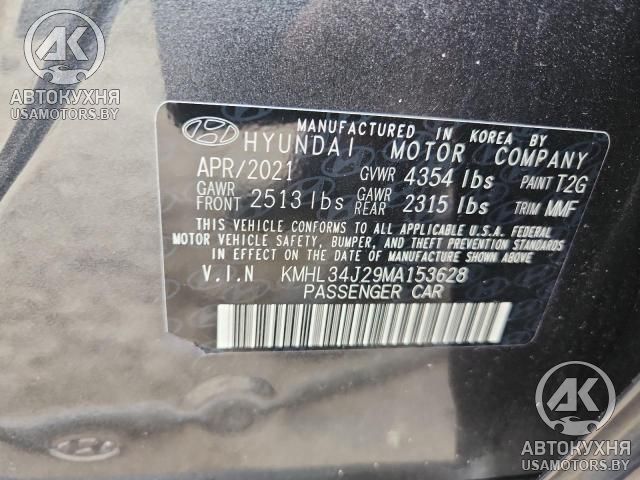 АК
АВТОКУХНЯ
USAMOTORS.BY
MANUFACTURED IN KOREA BY
HYUNDAI MOTOR COMPANY
APR/2021 GVWR 4354 lbs PAINT T2G
GAWR FRONT 2513 lbs GAWR REAR 2315 lbs TRIM MMF
THIS VEHICLE CONFORMS TO ALL APPLICABLE U.S.A. FEDERAL
MOTOR VEHICLE SAFETY, BUMPER, AND THEFT PREVENTION STANDARDS
IN EFFECT ON THE DATE OF MANUFACTURE SHOWN ABOVE.
V.I.N KMHL34J29MA153628
PASSENGER CAR
АК
АВТОКУХНЯ
USAMOTORS.BY